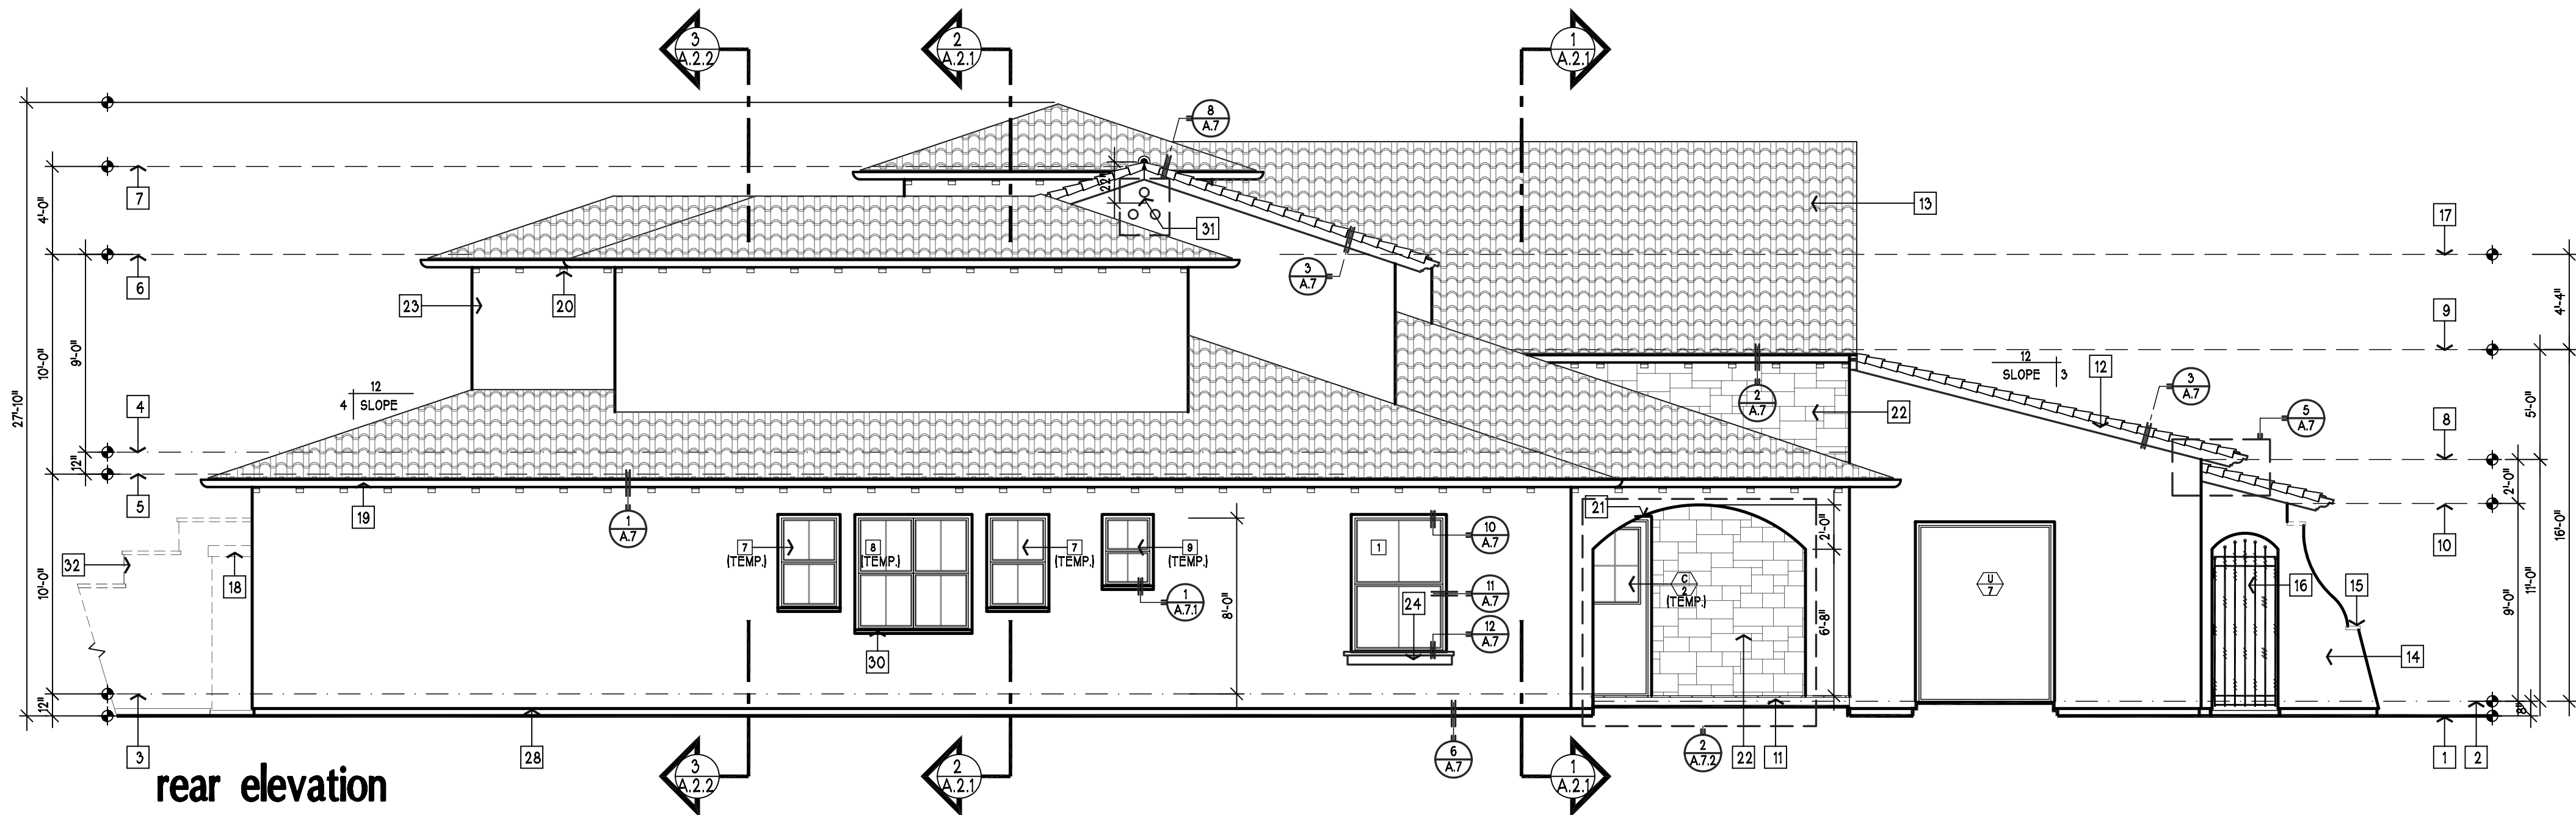 3
A.2.2
2
A.2.1
1
A.2.1
8
A.7
7
4'-0"
22"
31
13
17
6
23
20
3
A.7
27'-10"
10'-0"
9'-0"
4'-4"
9
12
4 SLOPE
12
SLOPE 3
12
3
A.7
2
A.7
22
5
A.7
4
8
5'-0"
12"
5
19
1
A.7
21
2'-0"
2'-0"
10
16'-0"
32
18
7
(TEMP.)
8
(TEMP.)
7
(TEMP.)
9
(TEMP.)
1
A.7.1
8'-0"
1
10
A.7
11
A.7
24
12
A.7
C
2
(TEMP.)
6'-8"
U
7
16
15
9'-0"
11'-0"
10'-0"
30
14
12"
8"
3
28
6
A.7
2
A.7.2
22
11
1
2
rear elevation
3
A.2.2
2
A.2.1
1
A.2.1